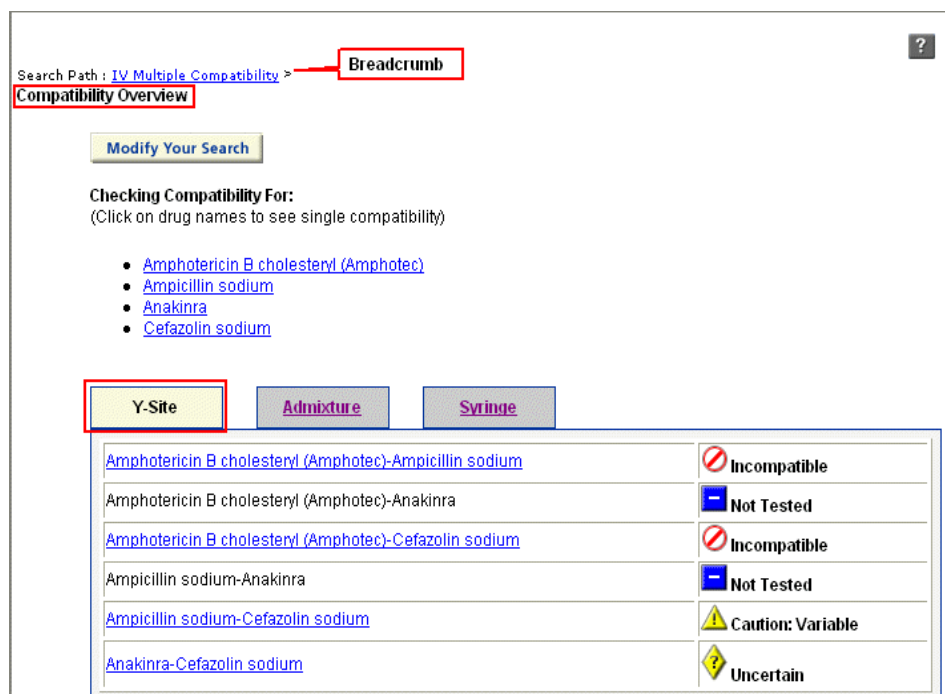 ?
Breadcrumb
Search Path : IV Multiple Compatibility >
Compatibility Overview
Modify Your Search
Checking Compatibility For:
(Click on drug names to see single compatibility)
Amphotericin B cholesteryl (Amphotec)
Ampicillin sodium
Anakinra
Cefazolin sodium
Y-Site Admixture Syringe
Amphotericin B cholesteryl (Amphotec)-Ampicillin sodium Incompatible
Amphotericin B cholesteryl (Amphotec)-Anakinra Not Tested
Amphotericin B cholesteryl (Amphotec)-Cefazolin sodium Incompatible
Ampicillin sodium-Anakinra Not Tested
Ampicillin sodium-Cefazolin sodium Caution: Variable
Anakinra-Cefazolin sodium Uncertain